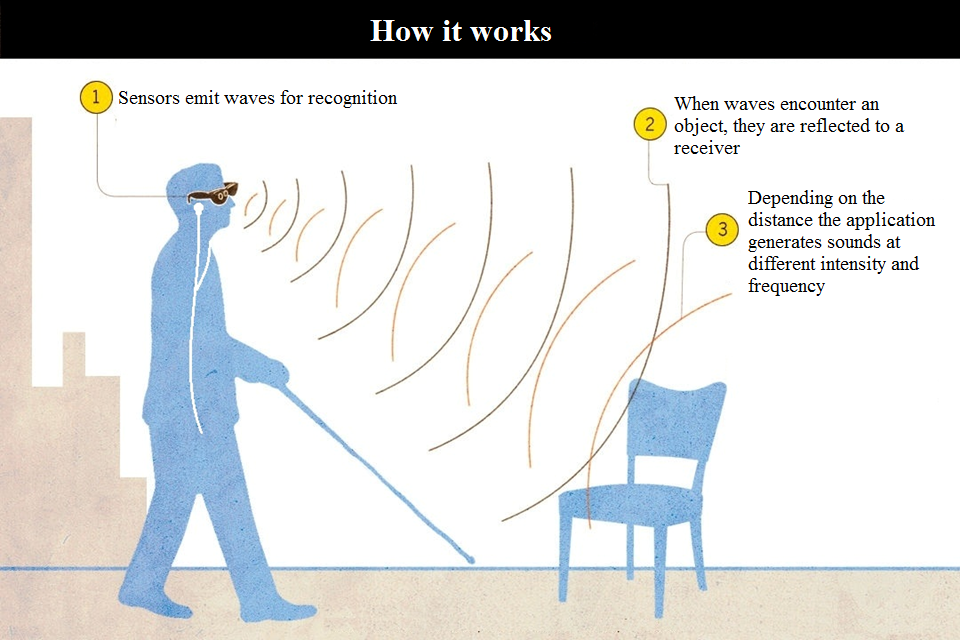 How it works
1
Sensors emit waves for recognition
2
When waves encounter an
object, they are reflected to a
receiver
3
Depending on the
distance the application
generates sounds at
different intensity and
frequency